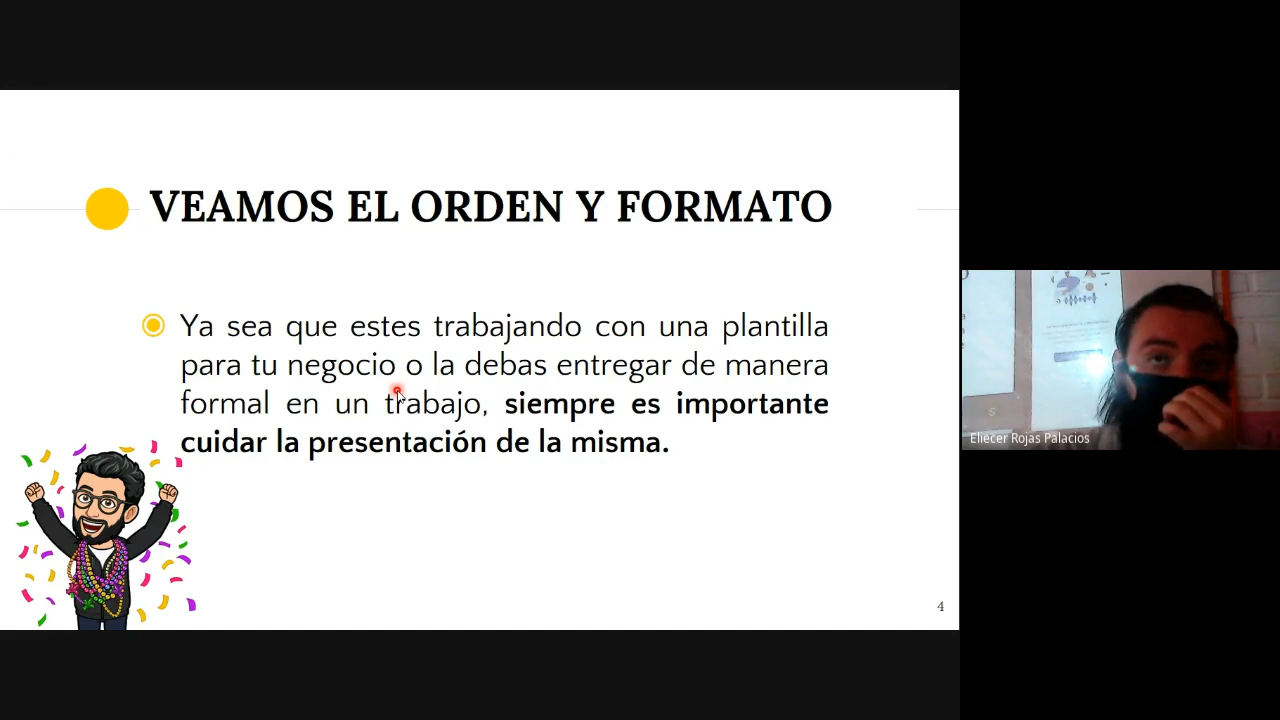 VEAMOS EL ORDEN Y FORMATO
Ya sea que estes trabajando con una plantilla
para tu negocio o la debas entregar de manera
formal en un trabajo, siempre es importante
cuidar la presentación de la misma.
4
Eliecer Rojas Palacios